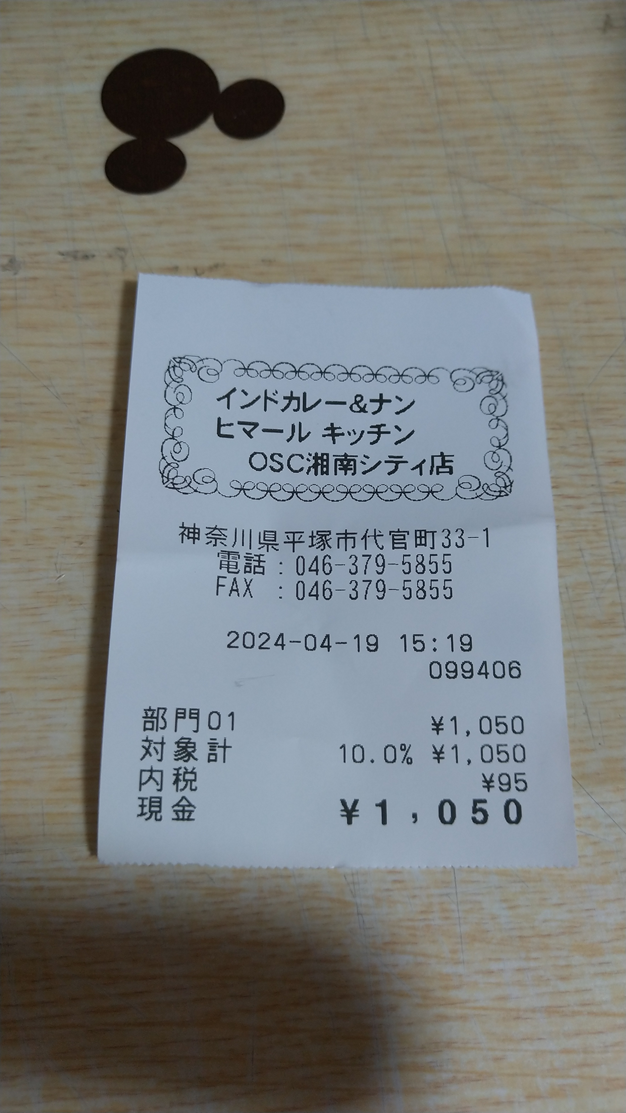 インドカレー&ナン
ヒマール キッチン
OSC湘南シティ店
神奈川県平塚市代官町33-1
電話:046-379-5855
FAX :046-379-5855
2024-04-19 15:19
099406
部門01 ¥1,050
対象計 10.0% ¥1,050
内税 ¥95
現金 ¥1,050